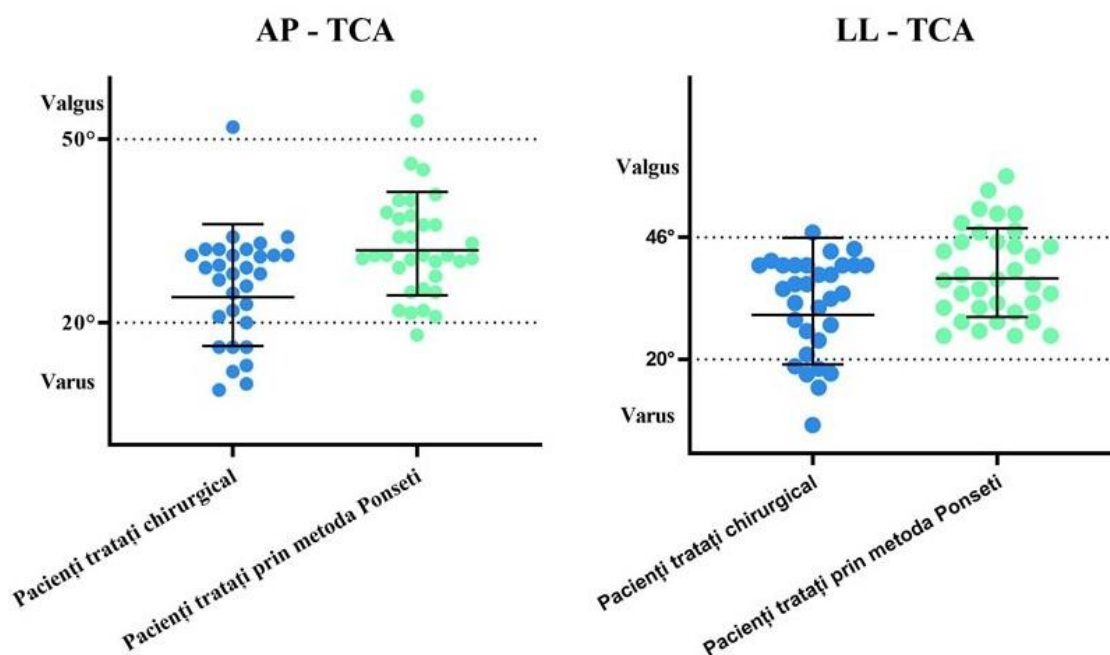 AP - TCA
Valgus
50°
20°
Varus
Pacienți tratați chirurgical
Pacienți tratați prin metoda Ponseti
LL - TCA
Valgus
46°
20°
Varus
Pacienți tratați chirurgical
Pacienți tratați prin metoda Ponseti